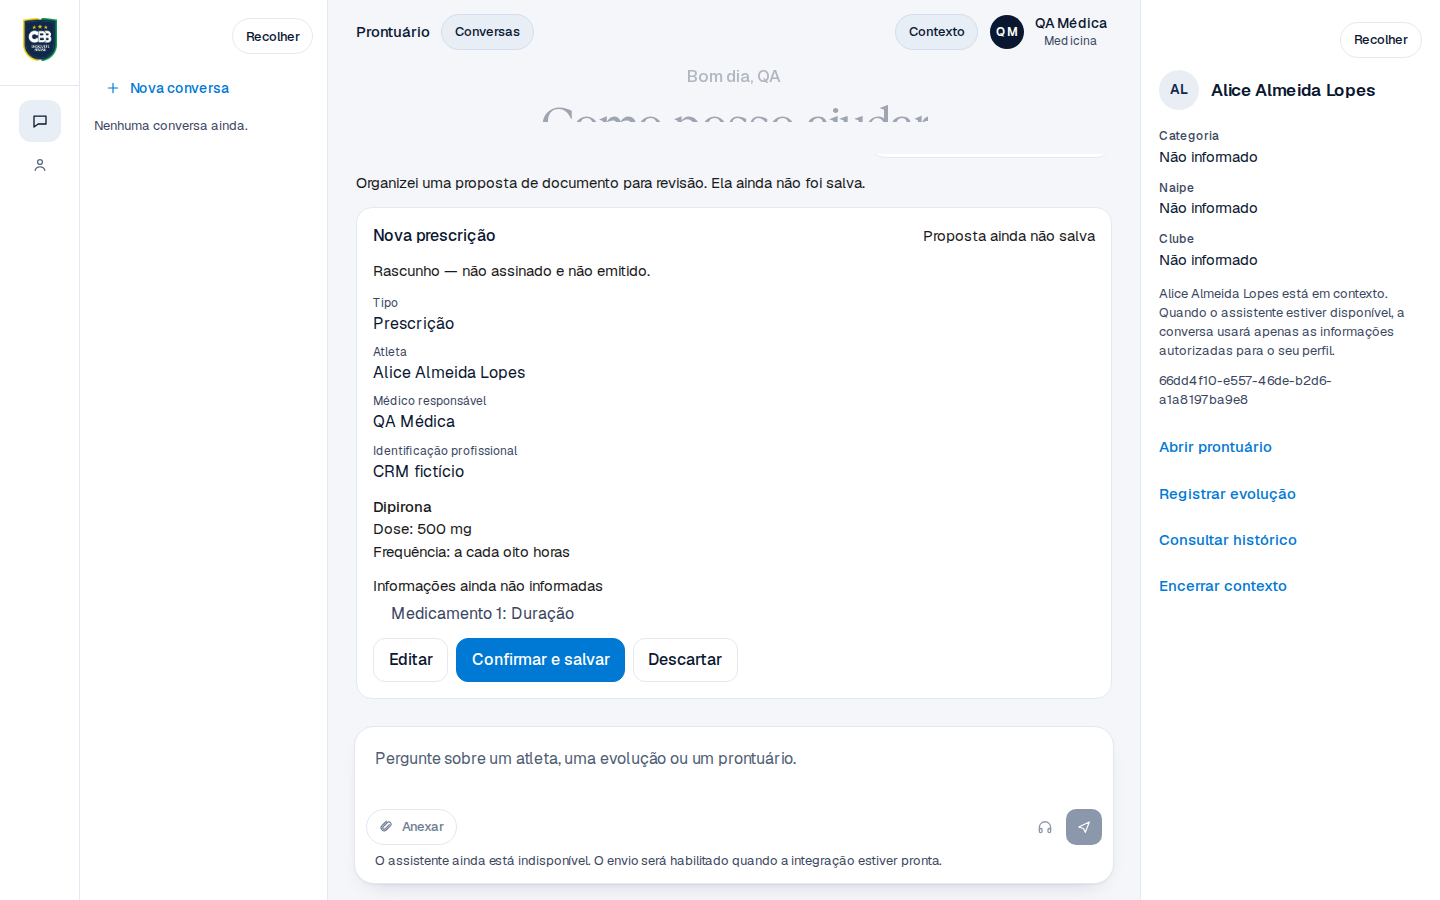 CBB
Recolher
Nova conversa
Nenhuma conversa ainda.
Prontuário
Conversas
Contexto
QM
QA Médica
Medicina
Bom dia, QA
Como posso ajudar
Organizei uma proposta de documento para revisão. Ela ainda não foi salva.
Nova prescrição
Proposta ainda não salva
Rascunho — não assinado e não emitido.
Tipo
Prescrição
Atleta
Alice Almeida Lopes
Médico responsável
QA Médica
Identificação profissional
CRM fictício
Dipirona
Dose: 500 mg
Frequência: a cada oito horas
Informações ainda não informadas
Medicamento 1: Duração
Editar
Confirmar e salvar
Descartar
Pergunte sobre um atleta, uma evolução ou um prontuário.
Anexar
O assistente ainda está indisponível. O envio será habilitado quando a integração estiver pronta.
Recolher
AL
Alice Almeida Lopes
Categoria
Não informado
Naipe
Não informado
Clube
Não informado
Alice Almeida Lopes está em contexto.
Quando o assistente estiver disponível, a
conversa usará apenas as informações
autorizadas para o seu perfil.
66dd4f10-e557-46de-b2d6-
a1a8197ba9e8
Abrir prontuário
Registrar evolução
Consultar histórico
Encerrar contexto